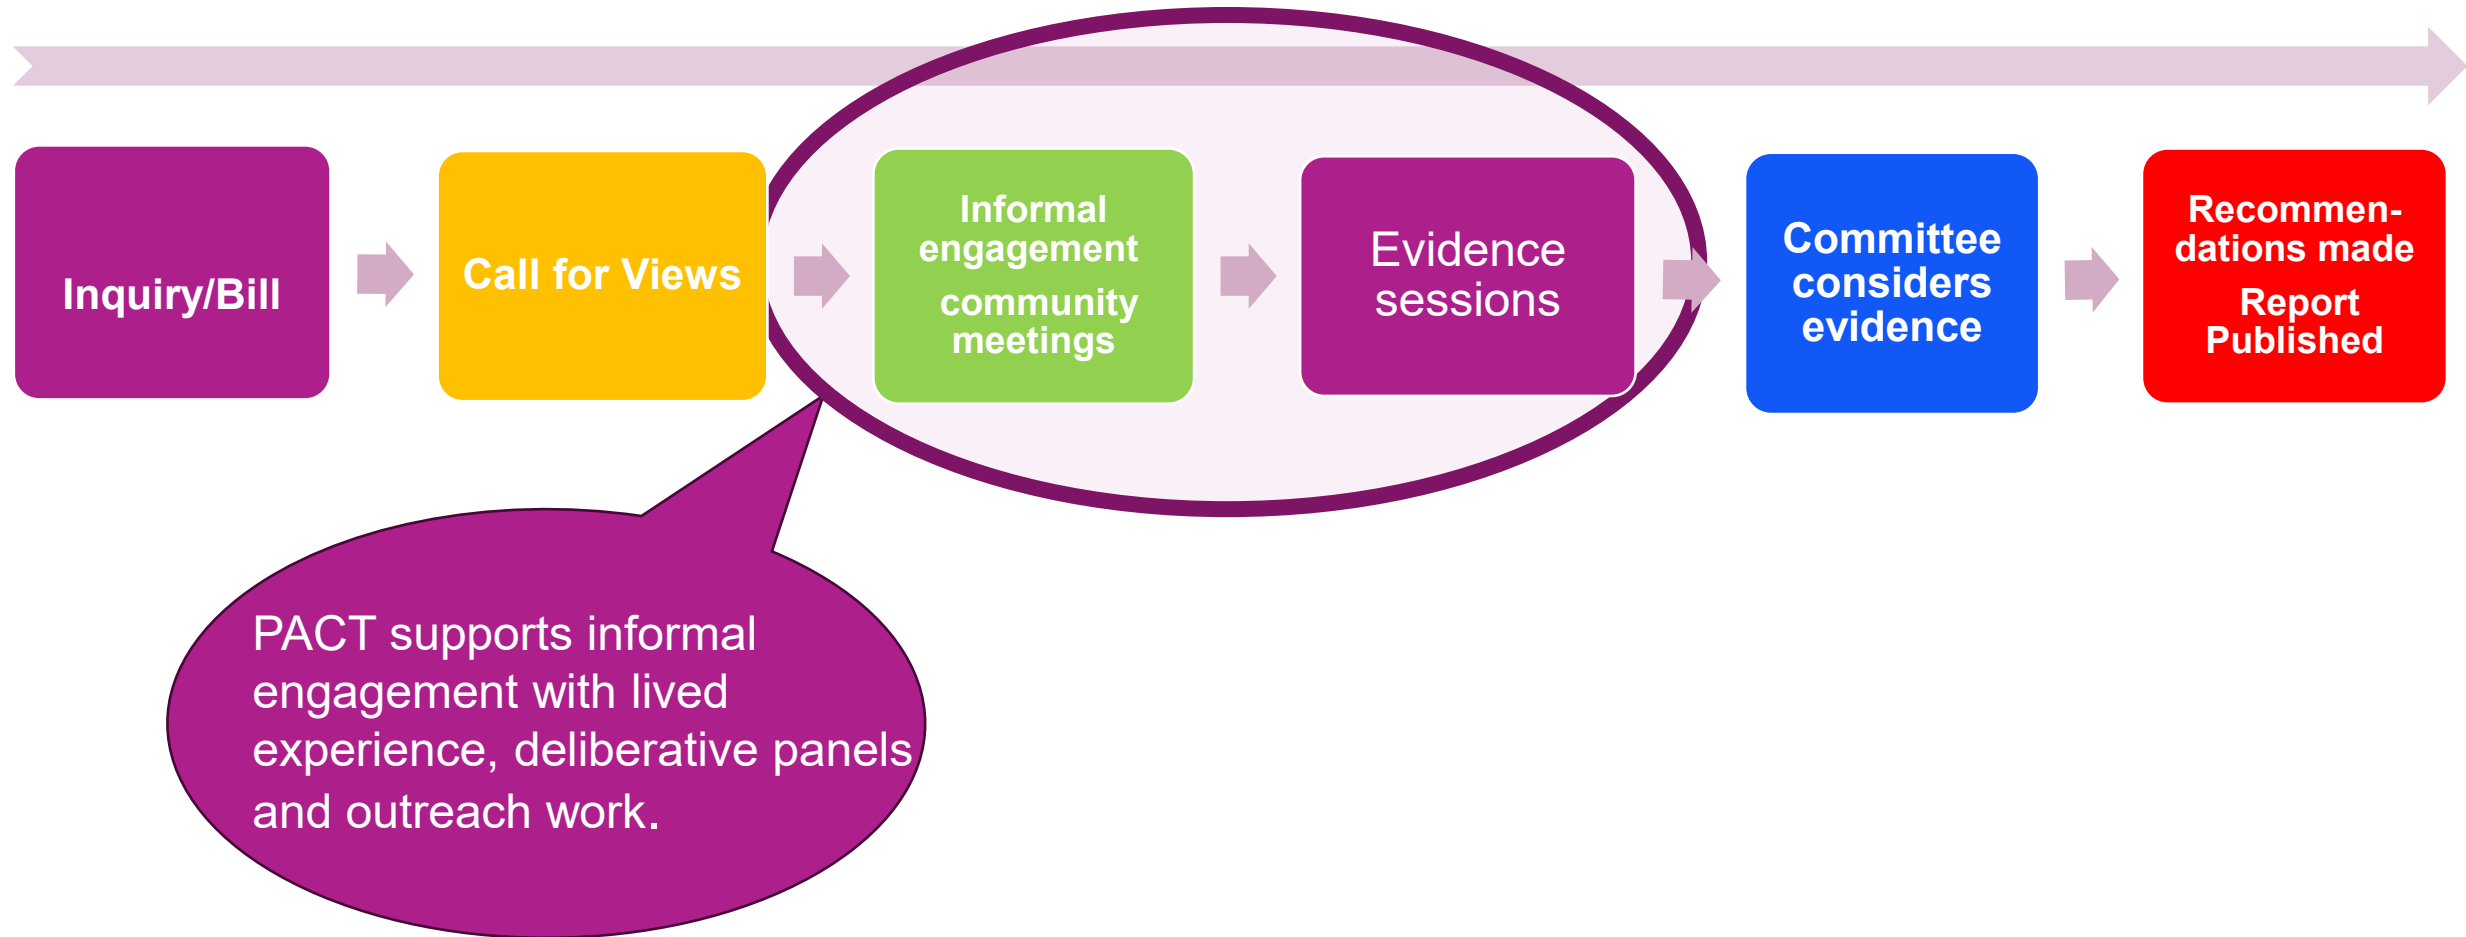 Inquiry/Bill
Call for Views
Informal
engagement
community
meetings
Evidence
sessions
Committee
considers
evidence
Recommen-
dations made
Report
Published
PACT supports informal
engagement with lived
experience, deliberative panels
and outreach work.